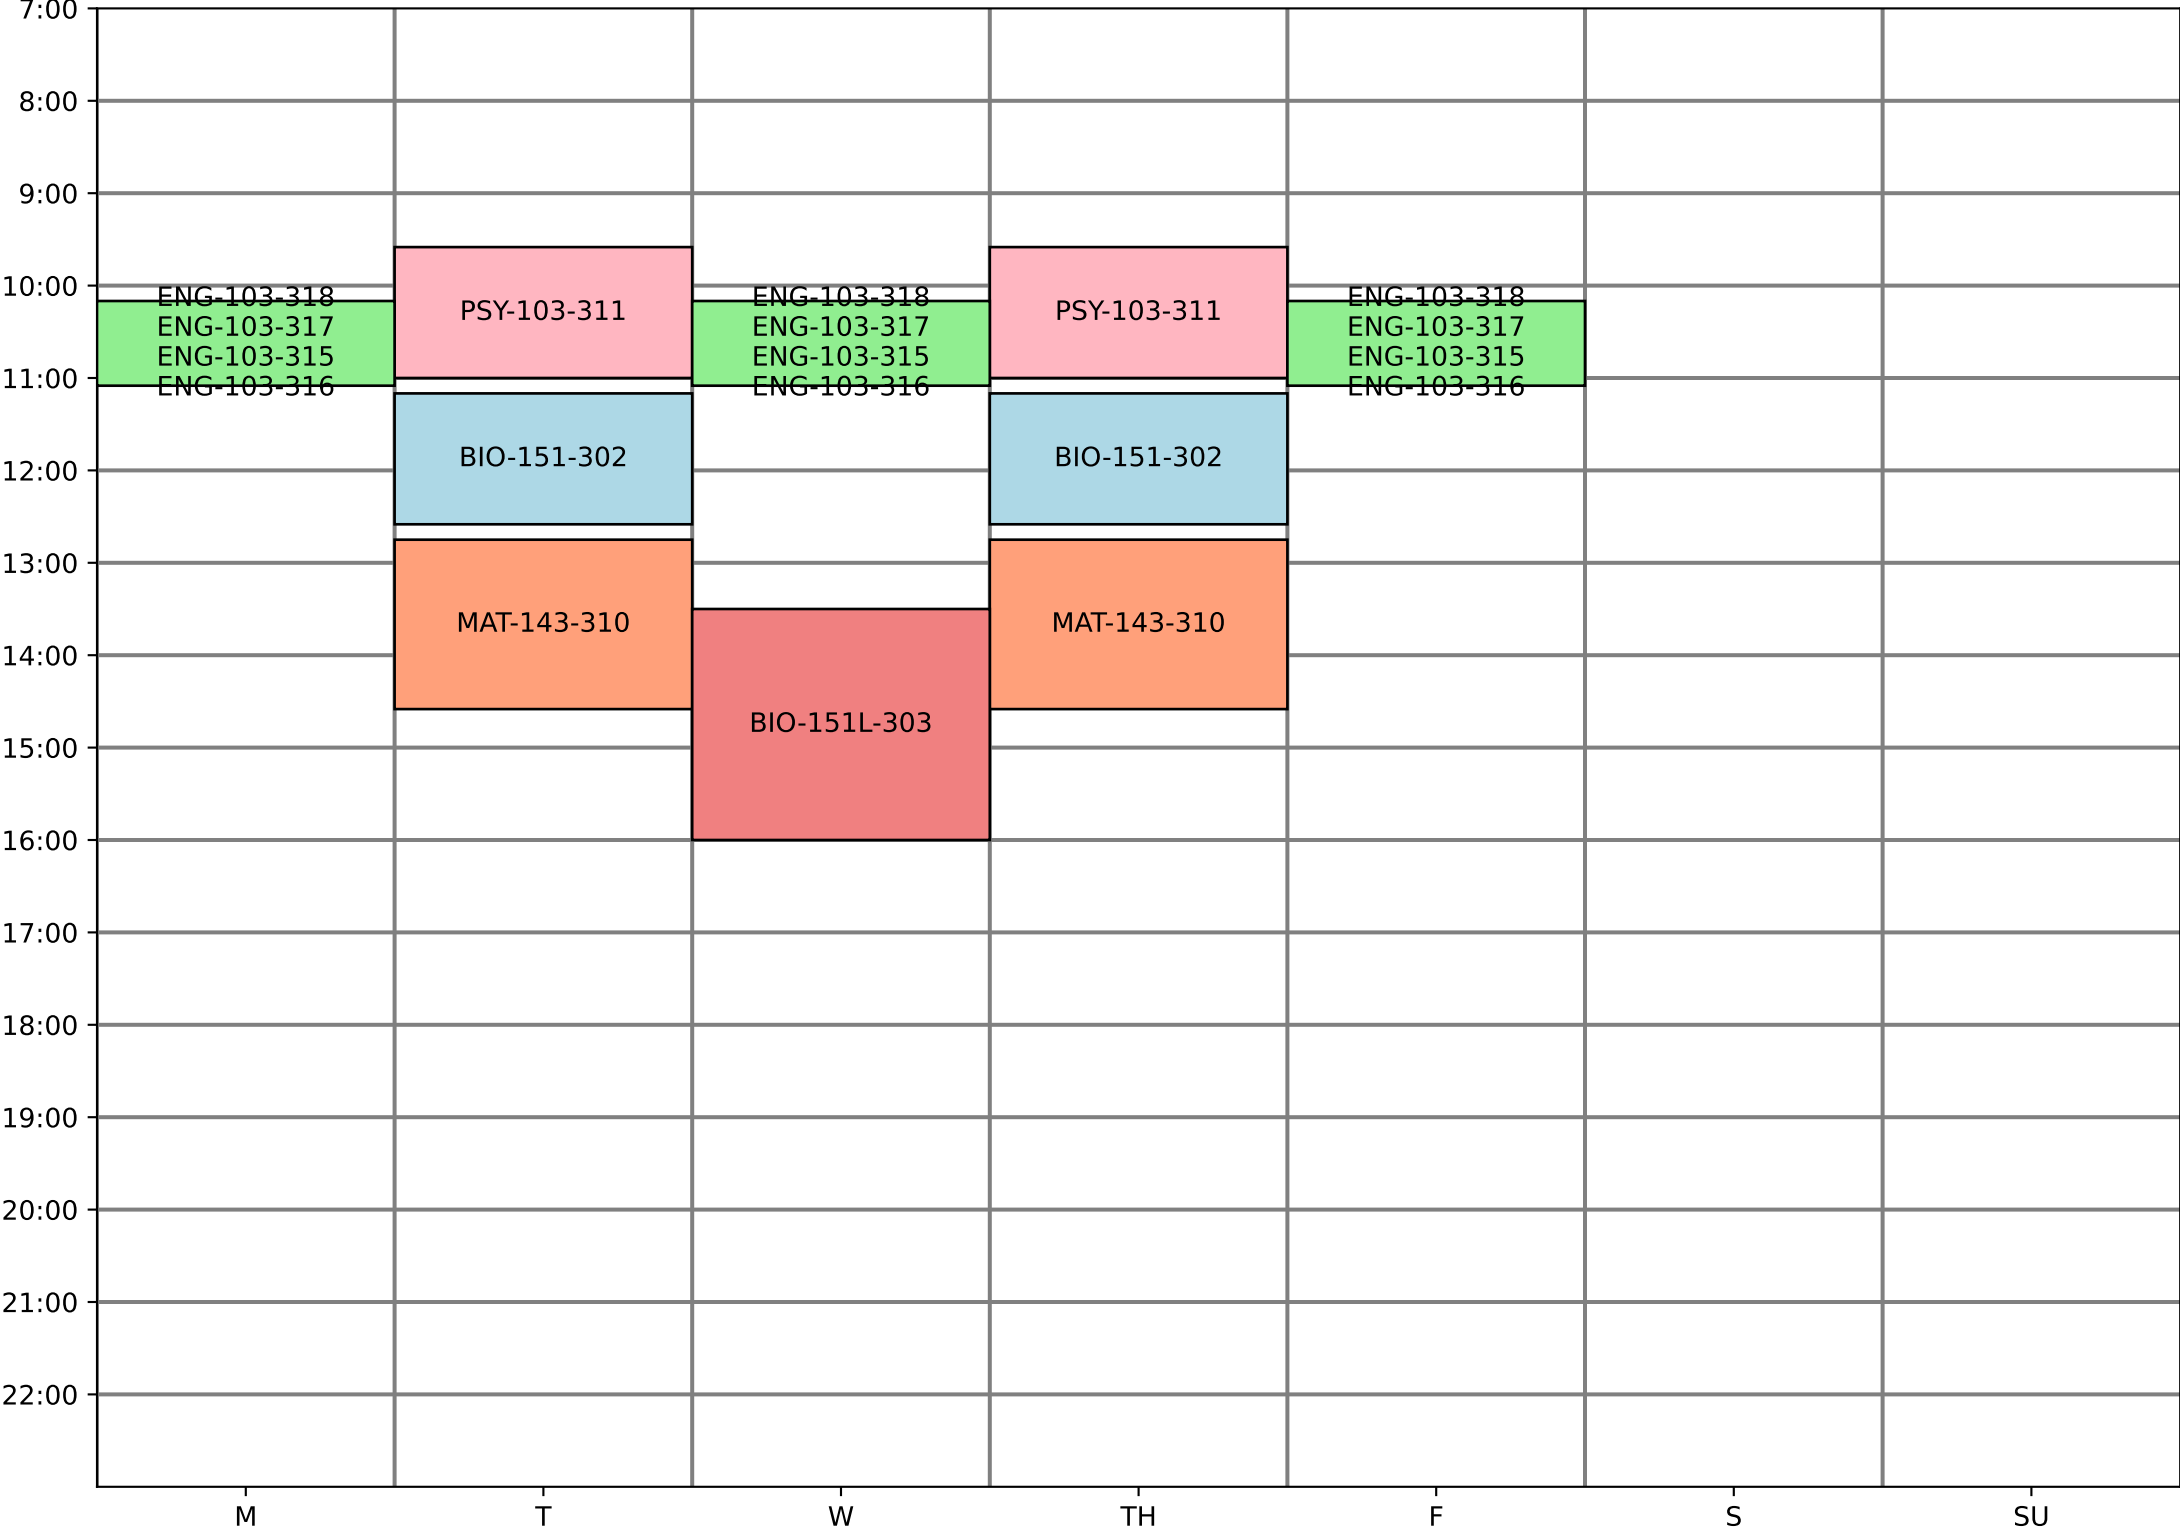 7:00
8:00
9:00
10:00
11:00
12:00
13:00
14:00
15:00
16:00
17:00
18:00
19:00
20:00
21:00
22:00
ENG-103-318
ENG-103-317
ENG-103-315
ENG-103-316
PSY-103-311
BIO-151-302
MAT-143-310
ENG-103-318
ENG-103-317
ENG-103-315
ENG-103-316
BIO-151L-303
PSY-103-311
BIO-151-302
MAT-143-310
ENG-103-318
ENG-103-317
ENG-103-315
ENG-103-316
M T W TH F S SU